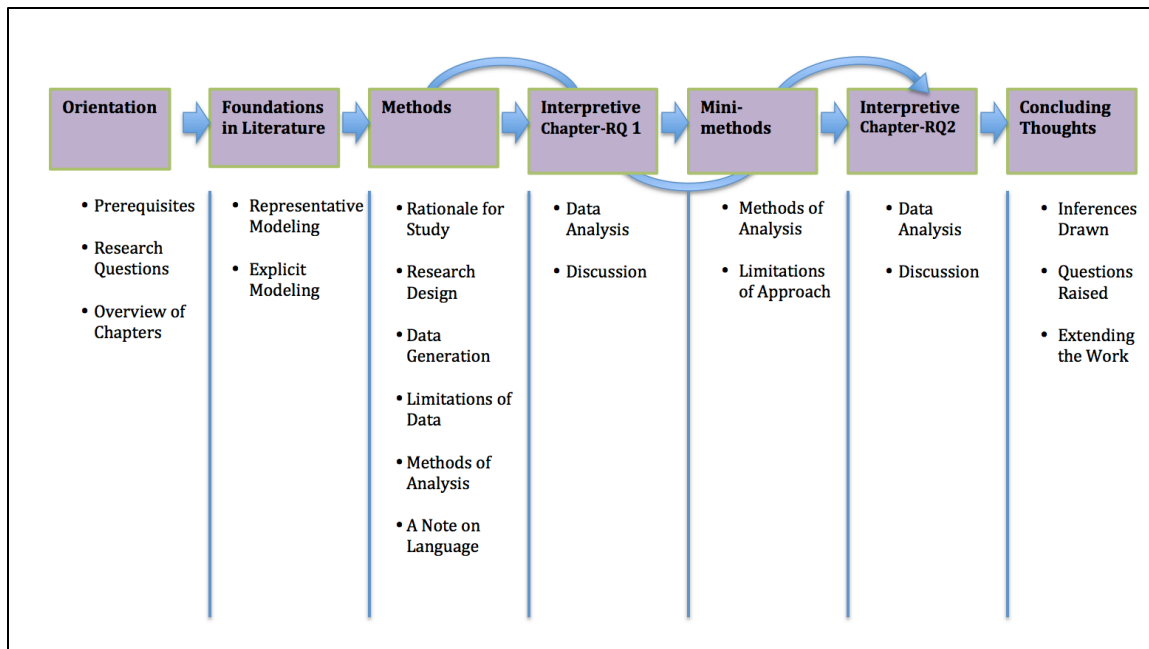 Orientation
Foundations
in Literature
Methods
Interpretive
Chapter-RQ 1
Mini-
methods
Interpretive
Chapter-RQ2
Concluding
Thoughts
• Prerequisites
• Research
Questions
• Overview of
Chapters
• Representative
Modeling
• Explicit
Modeling
• Rationale for
Study
• Research
Design
• Data
Generation
• Limitations of
Data
• Methods of
Analysis
• A Note on
Language
• Data
Analysis
• Discussion
• Methods of
Analysis
• Limitations
of Approach
• Data
Analysis
• Discussion
• Inferences
Drawn
• Questions
Raised
• Extending
the Work